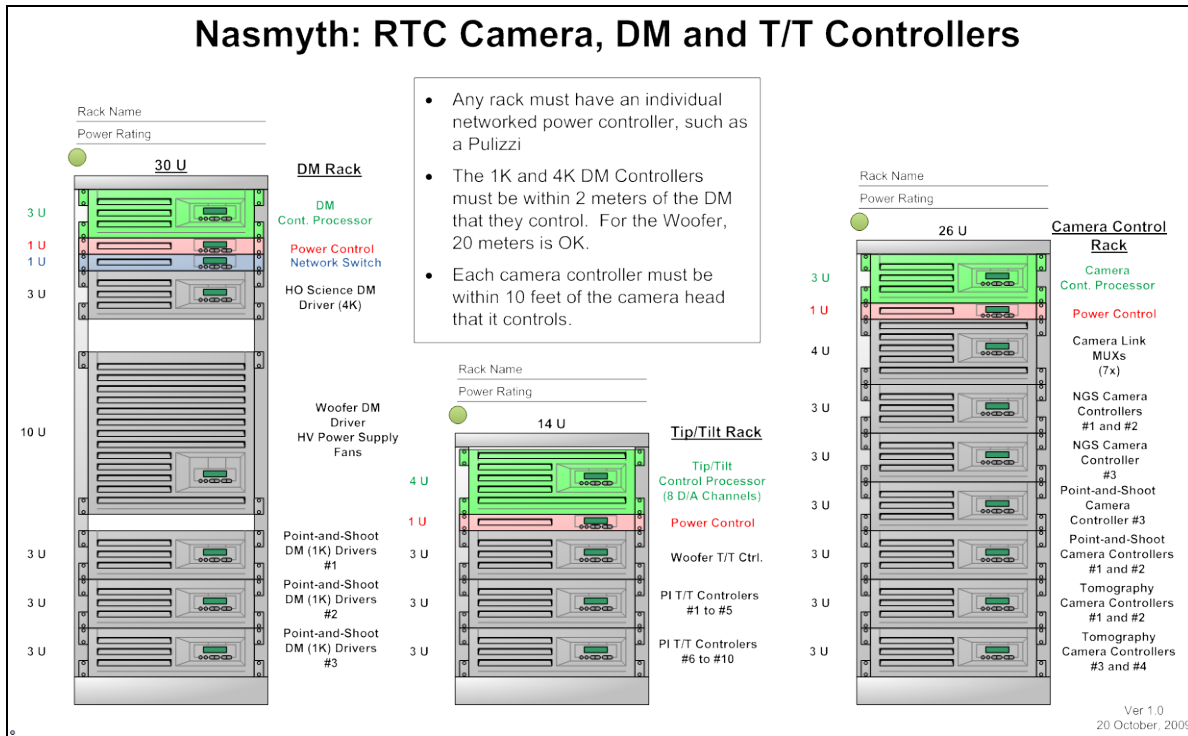 Nasmyth: RTC Camera, DM and T/T Controllers
Rack Name
Power Rating
30 U
DM Rack
3 U
DM
Cont. Processor
1 U
Power Control
1 U
Network Switch
3 U
HO Science DM
Driver (4K)
10 U
Woofer DM
Driver
HV Power Supply
Fans
3 U
Point-and-Shoot
DM (1K) Drivers
#1
3 U
Point-and-Shoot
DM (1K) Drivers
#2
3 U
Point-and-Shoot
DM (1K) Drivers
#3
• Any rack must have an individual
networked power controller, such as
a Pulizzi
• The 1K and 4K DM Controllers
must be within 2 meters of the DM
that they control. For the Woofer,
20 meters is OK.
• Each camera controller must be
within 10 feet of the camera head
that it controls.
Rack Name
Power Rating
14 U
Tip/Tilt Rack
4 U
Tip/Tilt
Control Processor
(8 D/A Channels)
1 U
Power Control
3 U
Woofer T/T Ctrl.
3 U
PI T/T Controlers
#1 to #5
3 U
PI T/T Controlers
#6 to #10
Rack Name
Power Rating
26 U
Camera Control
Rack
3 U
Camera
Cont. Processor
1 U
Power Control
4 U
Camera Link
MUXs
(7x)
3 U
NGS Camera
Controllers
#1 and #2
3 U
NGS Camera
Controller
#3
3 U
Point-and-Shoot
Camera
Controller #3
3 U
Point-and-Shoot
Camera Controllers
#1 and #2
3 U
Tomography
Camera Controllers
#1 and #2
3 U
Tomography
Camera Controllers
#3 and #4
Ver 1.0
20 October, 2009